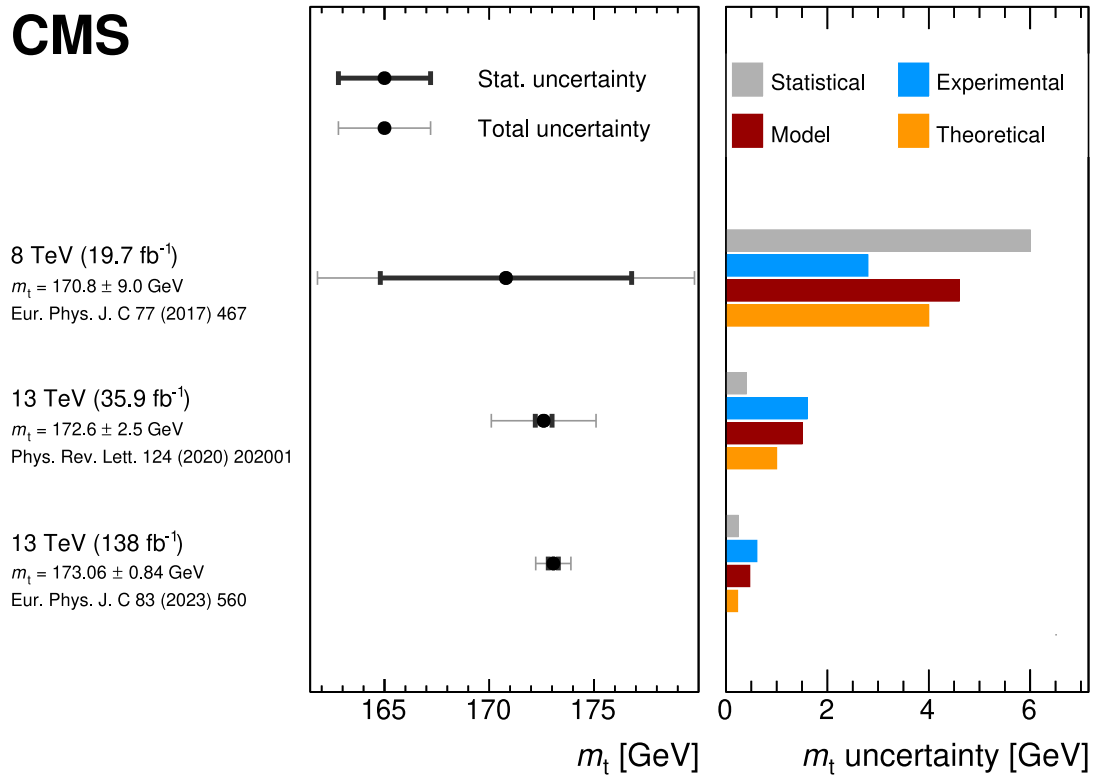 CMS
Stat. uncertainty
Total uncertainty
Statistical
Experimental
Model
Theoretical
8 TeV (19.7 fb⁻¹)
mₜ = 170.8 ± 9.0 GeV
Eur. Phys. J. C 77 (2017) 467
13 TeV (35.9 fb⁻¹)
mₜ = 172.6 ± 2.5 GeV
Phys. Rev. Lett. 124 (2020) 202001
13 TeV (138 fb⁻¹)
mₜ = 173.06 ± 0.84 GeV
Eur. Phys. J. C 83 (2023) 560
165 170 175
mₜ [GeV]
0 2 4 6
mₜ uncertainty [GeV]